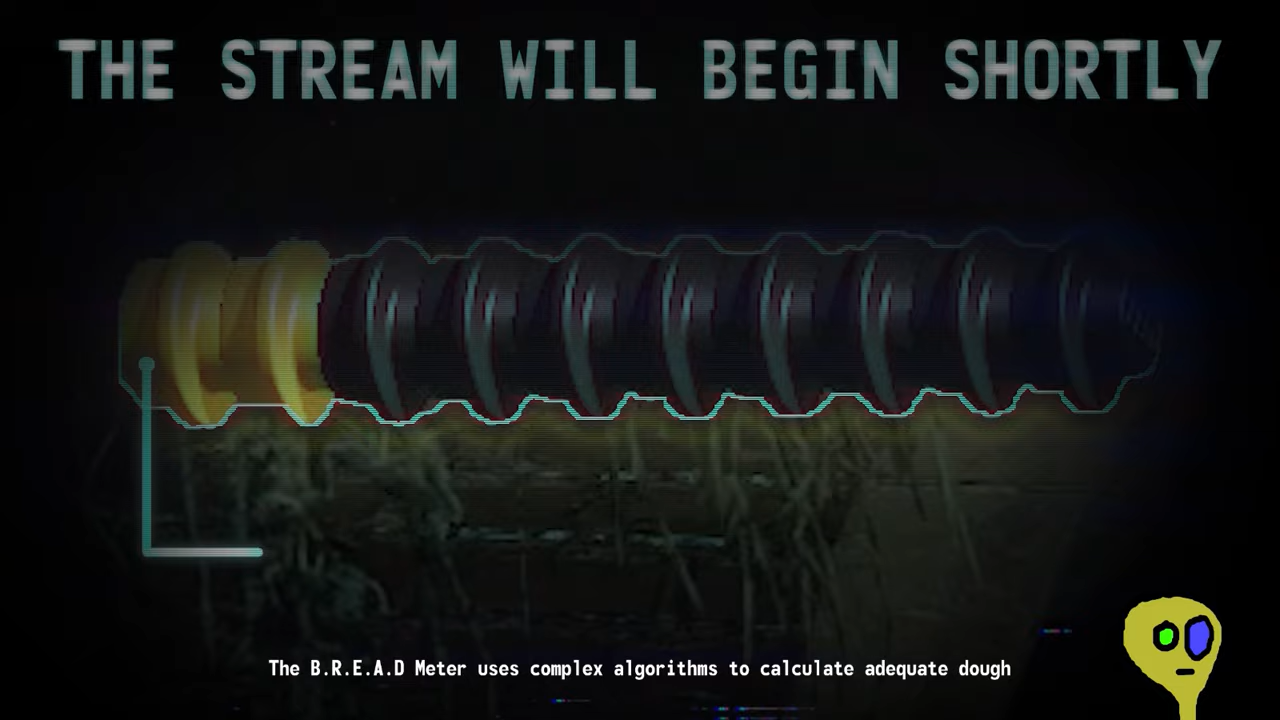 THE STREAM WILL BEGIN SHORTLY
The B.R.E.A.D Meter uses complex algorithms to calculate adequate dough